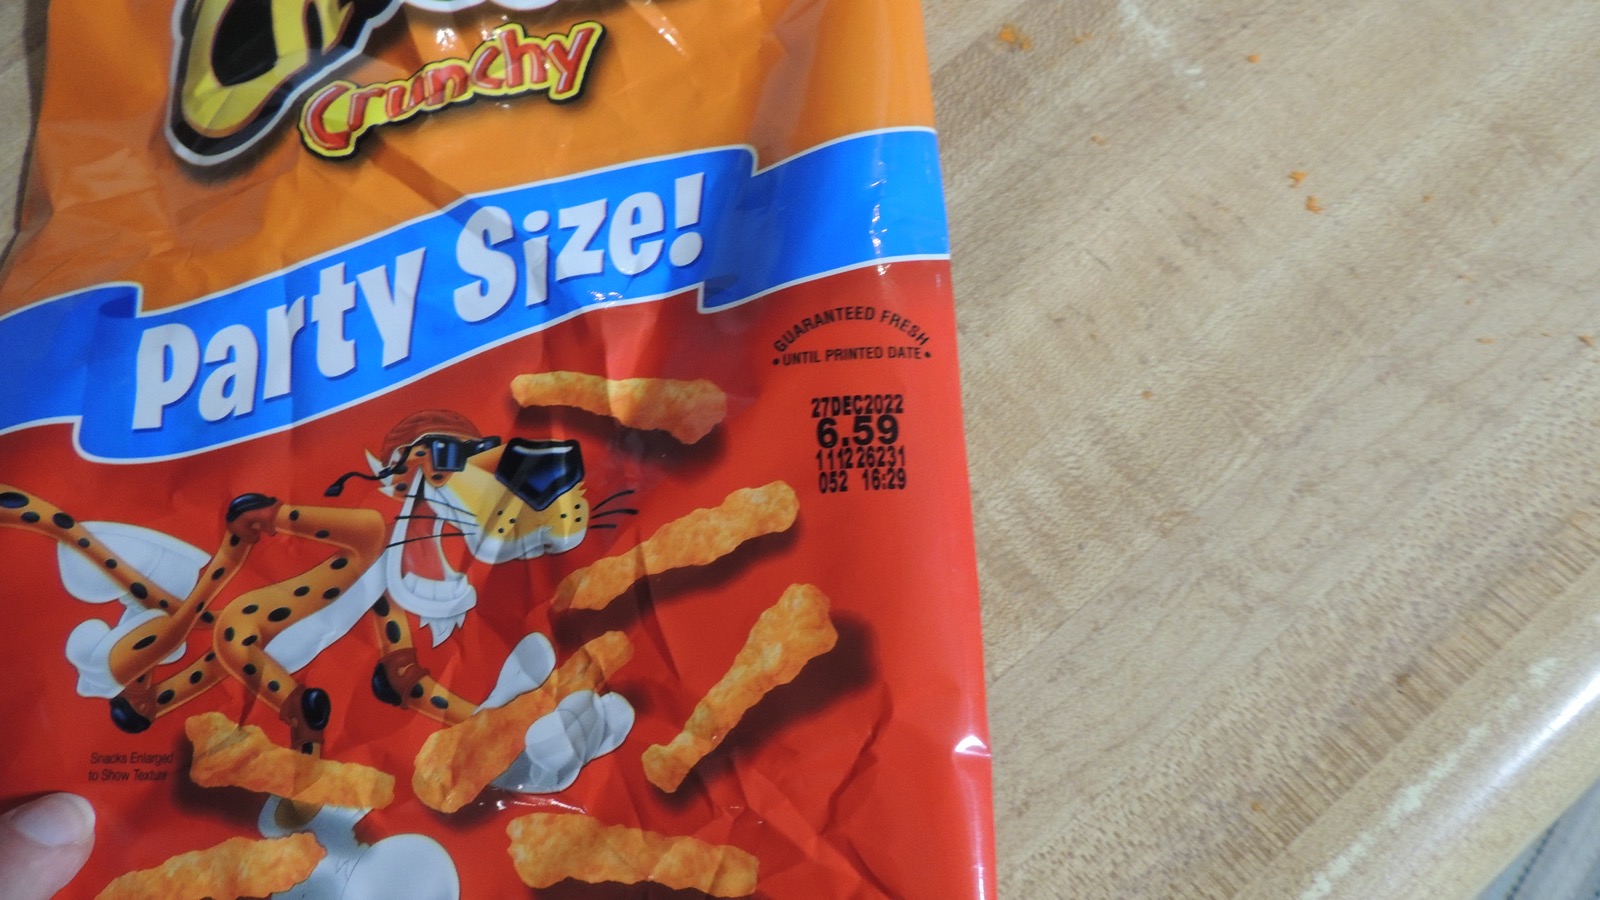 Crunchy
Party Size!
GUARANTEED FRESH
• UNTIL PRINTED DATE •
27DEC2022
6.59
111226231
052 16:29
Snacks Enlarged
to Show Texture